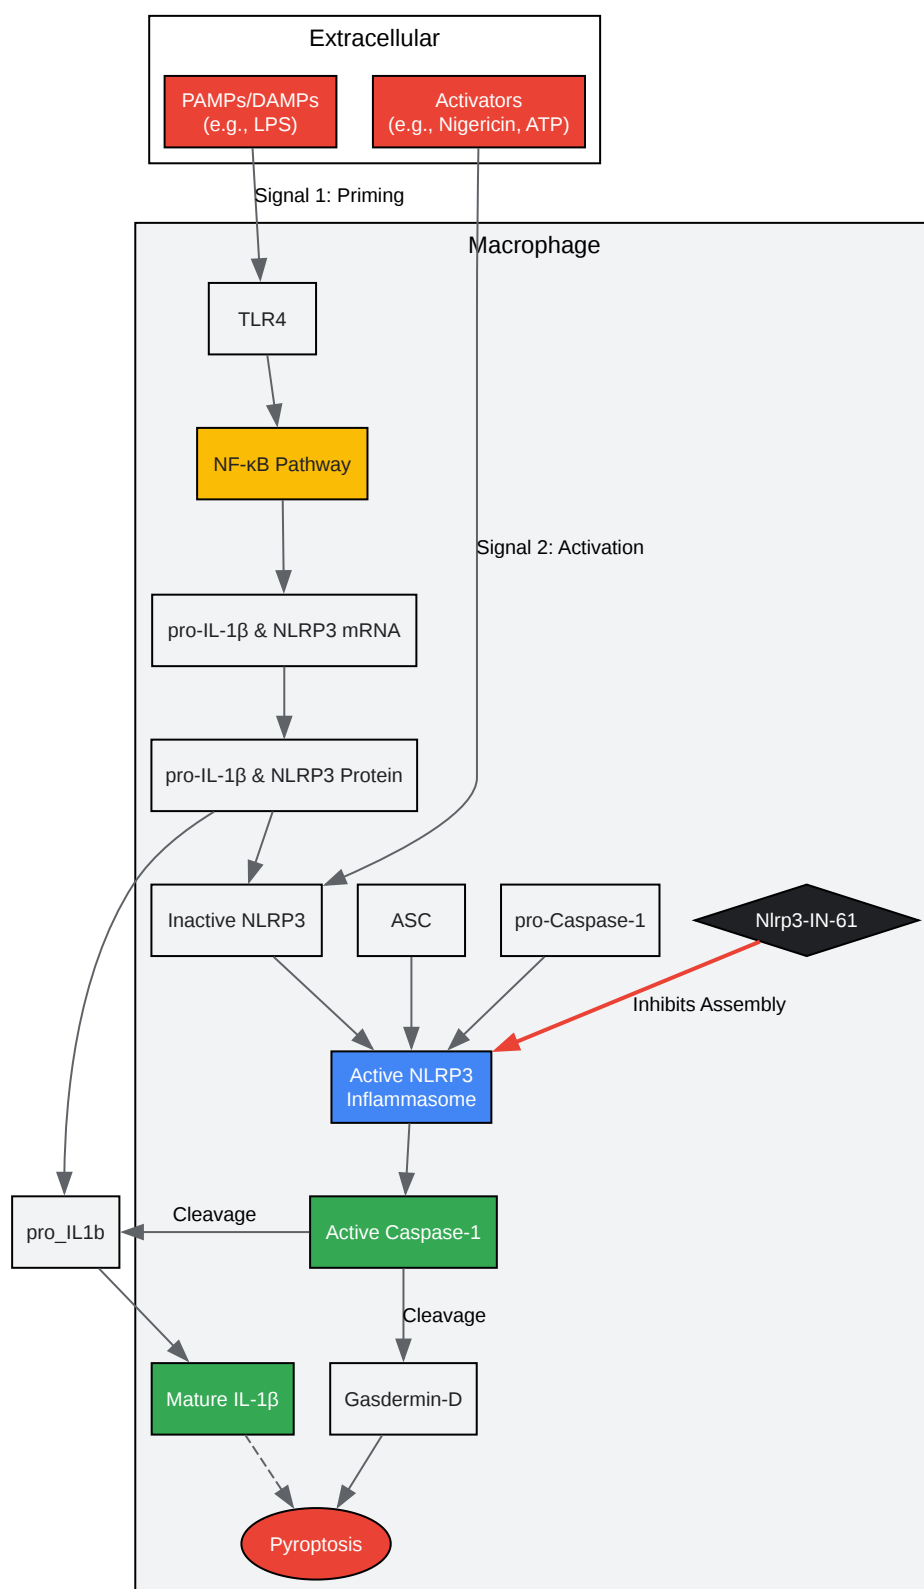 Extracellular
PAMPs/DAMPs
(e.g., LPS)
Activators
(e.g., Nigericin, ATP)
Signal 1: Priming
Macrophage
TLR4
NF-κB Pathway
Signal 2: Activation
pro-IL-1β & NLRP3 mRNA
pro-IL-1β & NLRP3 Protein
Inactive NLRP3
ASC
pro-Caspase-1
Nlrp3-IN-61
Inhibits Assembly
Active NLRP3
Inflammasome
Cleavage
pro_IL1b
Active Caspase-1
Cleavage
Mature IL-1β
Gasdermin-D
Pyroptosis